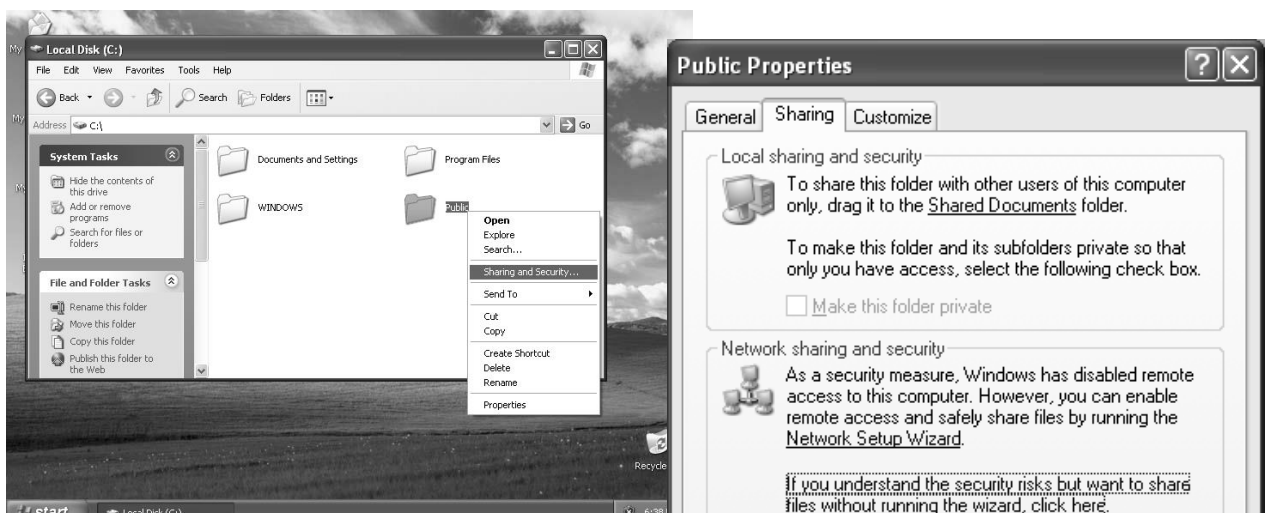 My
Local Disk (C:)
File Edit View Favorites Tools Help
Back Search Folders
My
Address C:\ Go
System Tasks
Hide the contents of
this drive
Add or remove
programs
Search for files or
folders
File and Folder Tasks
Rename this folder
Move this folder
Copy this folder
Publish this folder to
the Web
Documents and Settings
Program Files
WINDOWS
Public
Open
Explore
Search...
Sharing and Security...
Send To
Cut
Copy
Create Shortcut
Delete
Rename
Properties
Recycle
start Local Disk (C:) 6:38
Public Properties
General Sharing Customize
Local sharing and security
To share this folder with other users of this computer
only, drag it to the Shared Documents folder.
To make this folder and its subfolders private so that
only you have access, select the following check box.
Make this folder private
Network sharing and security
As a security measure, Windows has disabled remote
access to this computer. However, you can enable
remote access and safely share files by running the
Network Setup Wizard.
If you understand the security risks but want to share
files without running the wizard, click here.